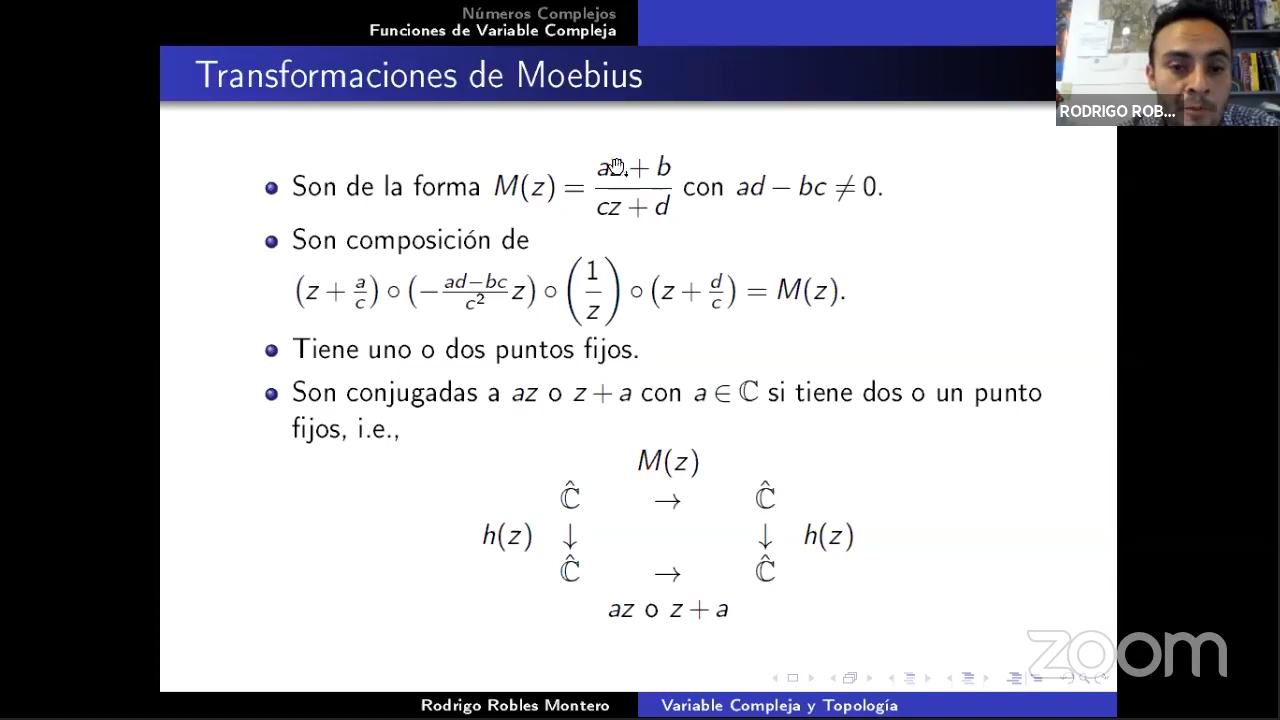 Números Complejos
Funciones de Variable Compleja
Transformaciones de Moebius
RODRIGO ROB...
Son de la forma M(z) = (az + b)/(cz + d) con ad − bc ≠ 0.
Son composición de
(z + a/c) ∘ (−(ad−bc)/c² z) ∘ (1/z) ∘ (z + d/c) = M(z).
Tiene uno o dos puntos fijos.
Son conjugadas a az o z + a con a ∈ ℂ si tiene dos o un punto
fijos, i.e.,
M(z)
Ĉ → Ĉ
h(z) ↓ ↓ h(z)
Ĉ → Ĉ
az o z + a
zoom
Rodrigo Robles Montero
Variable Compleja y Topología